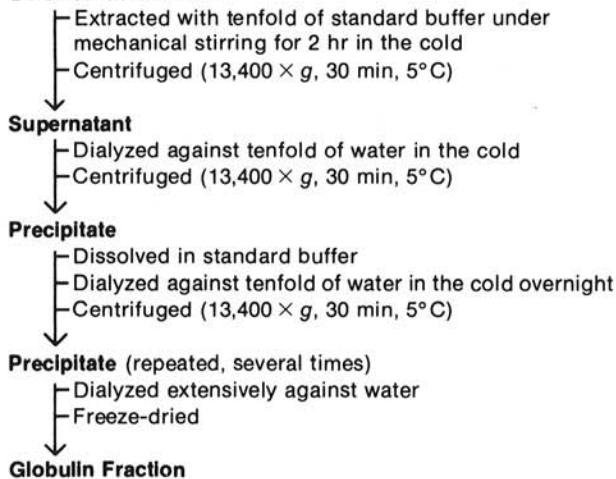 Extracted with tenfold of standard buffer under
mechanical stirring for 2 hr in the cold
Centrifuged (13,400 × g, 30 min, 5°C)
Supernatant
Dialyzed against tenfold of water in the cold
Centrifuged (13,400 × g, 30 min, 5°C)
Precipitate
Dissolved in standard buffer
Dialyzed against tenfold of water in the cold overnight
Centrifuged (13,400 × g, 30 min, 5°C)
Precipitate (repeated, several times)
Dialyzed extensively against water
Freeze-dried
Globulin Fraction